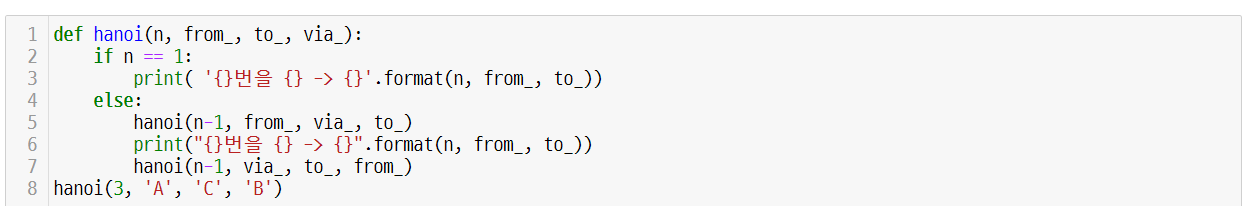 1 def hanoi(n, from_, to_, via_):
2     if n == 1:
3         print( '{}번을 {} -> {}'.format(n, from_, to_))
4     else:
5         hanoi(n-1, from_, via_, to_)
6         print("{}번을 {} -> {}".format(n, from_, to_))
7         hanoi(n-1, via_, to_, from_)
8 hanoi(3, 'A', 'C', 'B')